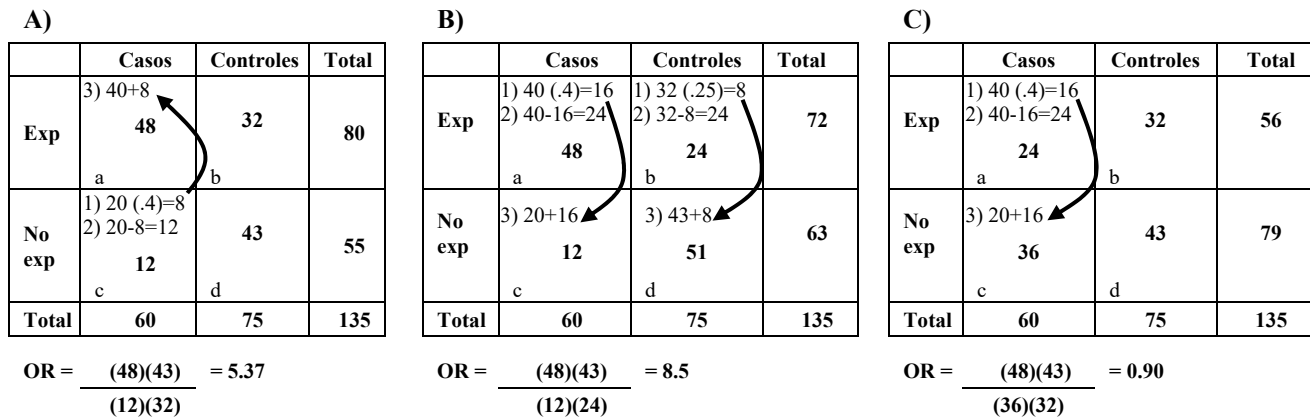 A)
Casos Controles Total
Exp
3) 40+8
48
a
32
b
80
No exp
1) 20 (.4)=8
2) 20-8=12
12
c
43
d
55
Total 60 75 135
OR = (48)(43) = 5.37
(12)(32)
B)
Casos Controles Total
Exp
1) 40 (.4)=16
2) 40-16=24
48
a
1) 32 (.25)=8
2) 32-8=24
24
b
72
No exp
3) 20+16
12
c
3) 43+8
51
d
63
Total 60 75 135
OR = (48)(43) = 8.5
(12)(24)
C)
Casos Controles Total
Exp
1) 40 (.4)=16
2) 40-16=24
24
a
32
b
56
No exp
3) 20+16
36
c
43
d
79
Total 60 75 135
OR = (48)(43) = 0.90
(36)(32)